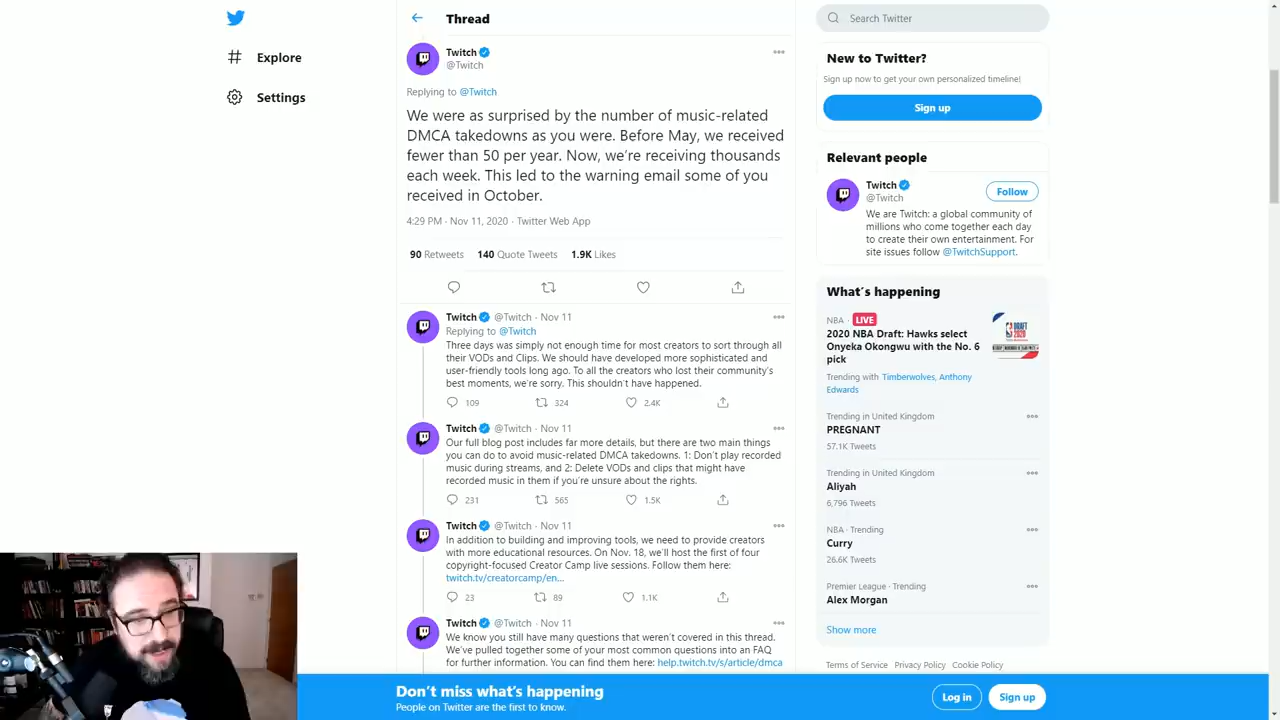 Explore
Settings
Thread
Twitch
@Twitch
Replying to @Twitch
We were as surprised by the number of music-related
DMCA takedowns as you were. Before May, we received
fewer than 50 per year. Now, we're receiving thousands
each week. This led to the warning email some of you
received in October.
4:29 PM · Nov 11, 2020 · Twitter Web App
90 Retweets 140 Quote Tweets 1.9K Likes
Twitch @Twitch · Nov 11
Replying to @Twitch
Three days was simply not enough time for most creators to sort through all
their VODs and Clips. We should have developed more sophisticated and
user-friendly tools long ago. To all the creators who lost their community's
best moments, we're sorry. This shouldn't have happened.
109 324 2.4K
Twitch @Twitch · Nov 11
Our full blog post includes far more details, but there are two main things
you can do to avoid music-related DMCA takedowns. 1: Don't play recorded
music during streams, and 2: Delete VODs and clips that might have
recorded music in them if you're unsure about the rights.
231 565 1.5K
Twitch @Twitch · Nov 11
In addition to building and improving tools, we need to provide creators
with more educational resources. On Nov. 18, we'll host the first of four
copyright-focused Creator Camp live sessions. Follow them here:
twitch.tv/creatorcamp/en...
23 89 1.1K
Twitch @Twitch · Nov 11
We know you still have many questions that weren't covered in this thread.
We've pulled together some of your most common questions into an FAQ
for further information. You can find them here: help.twitch.tv/s/article/dmca
Search Twitter
New to Twitter?
Sign up now to get your own personalized timeline!
Sign up
Relevant people
Twitch
@Twitch
Follow
We are Twitch: a global community of
millions who come together each day
to create their own entertainment. For
site issues follow @TwitchSupport.
What's happening
NBA · LIVE
2020 NBA Draft: Hawks select
Onyeka Okongwu with the No. 6
pick
Trending with Timberwolves, Anthony
Edwards
Trending in United Kingdom
PREGNANT
57.1K Tweets
Trending in United Kingdom
Aliyah
6,796 Tweets
NBA · Trending
Curry
26.6K Tweets
Premier League · Trending
Alex Morgan
Show more
Terms of Service Privacy Policy Cookie Policy
Don't miss what's happening
People on Twitter are the first to know.
Log in
Sign up